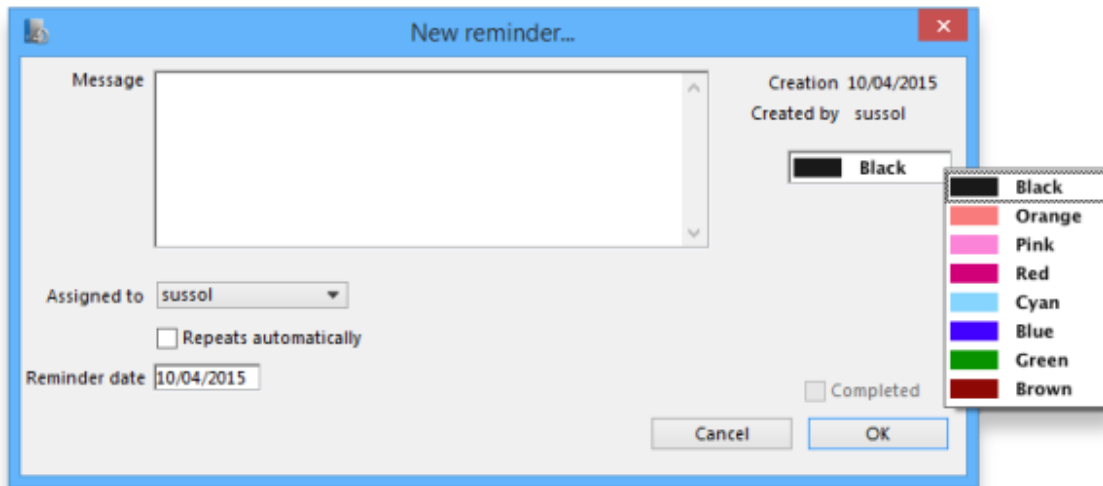 New reminder...
Message
Creation 10/04/2015
Created by sussol
Black
Black
Orange
Pink
Red
Cyan
Blue
Green
Brown
Assigned to sussol
Repeats automatically
Reminder date 10/04/2015
Completed
Cancel OK